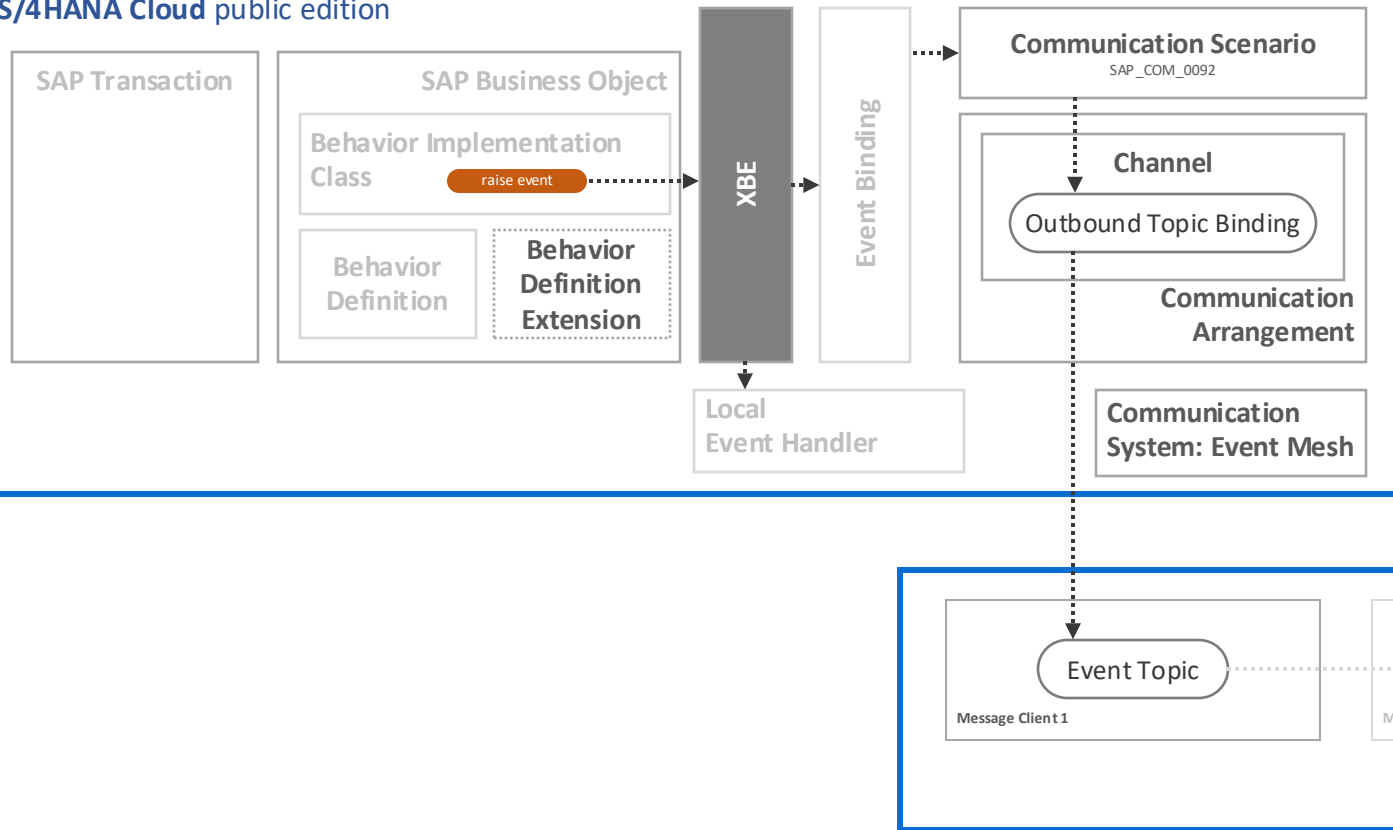 S/4HANA Cloud public edition
SAP Transaction
SAP Business Object
Behavior Implementation
Class
raise event
Behavior
Definition
Behavior
Definition
Extension
XBE
Event Binding
Local
Event Handler
Communication Scenario
SAP_COM_0092
Channel
Outbound Topic Binding
Communication
Arrangement
Communication
System: Event Mesh
Event Topic
Message Client 1
M